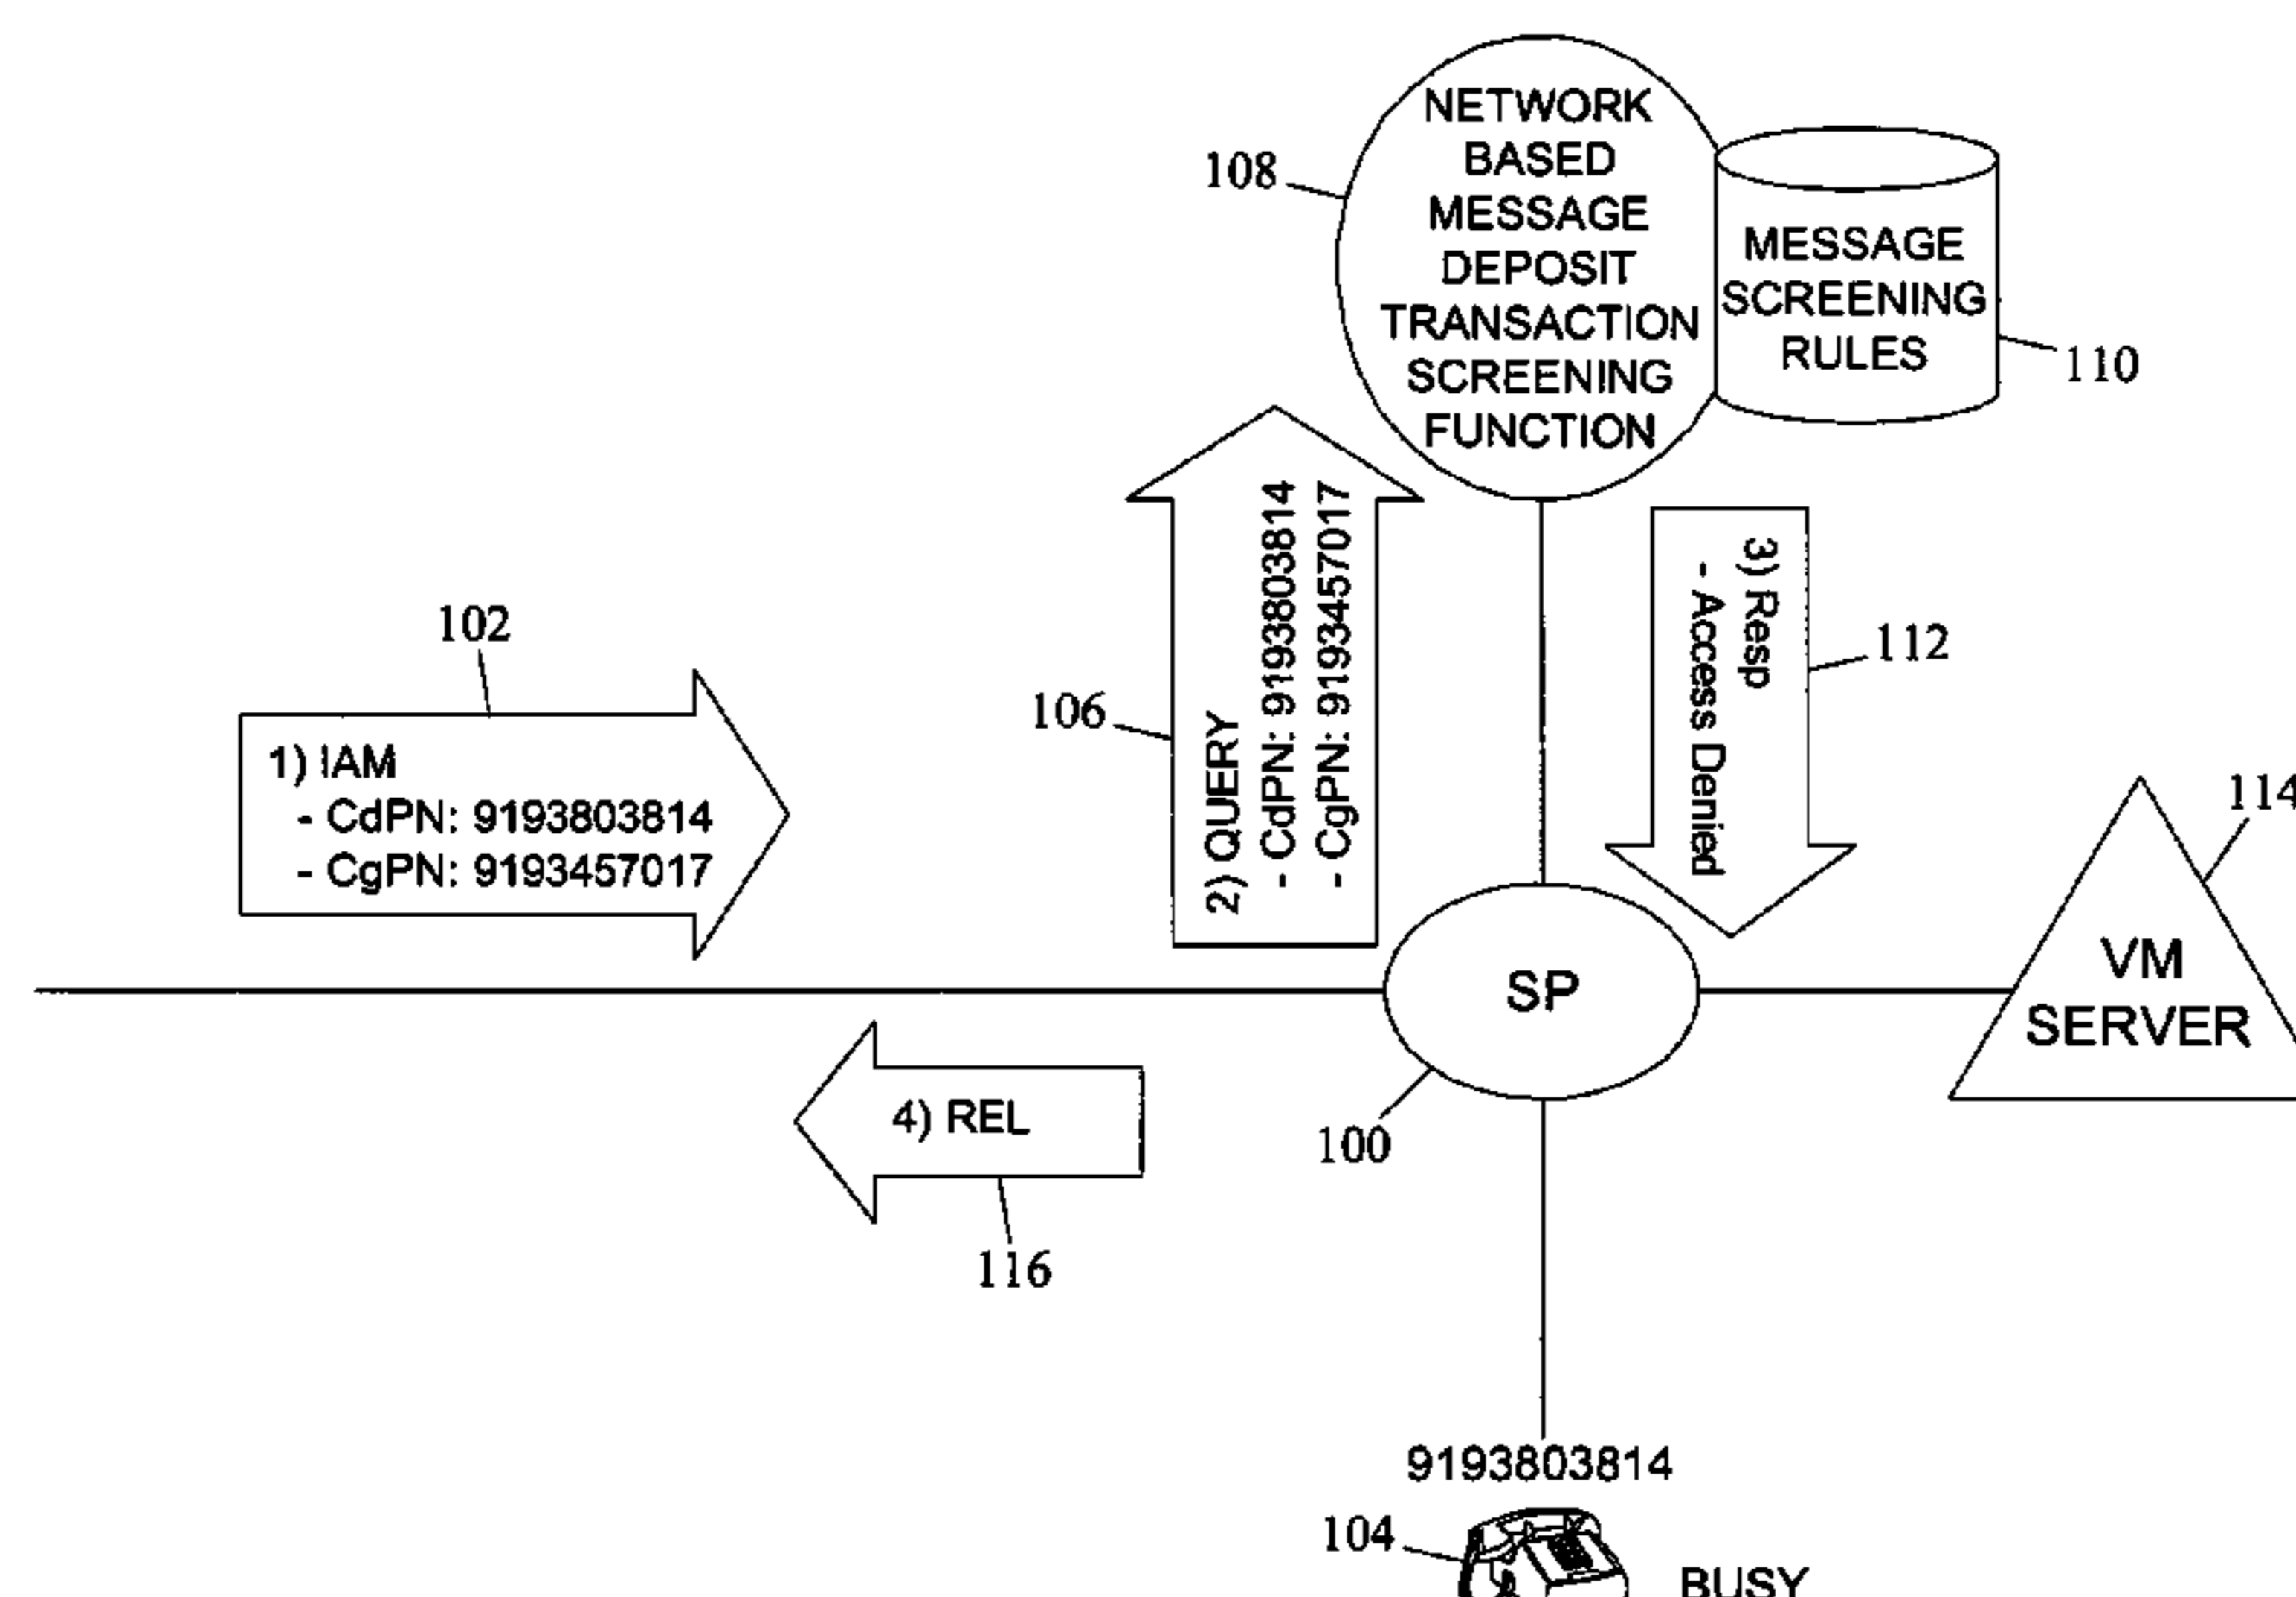 NETWORK
BASED
MESSAGE
DEPOSIT
TRANSACTION
SCREENING
FUNCTION
108
MESSAGE
SCREENING
RULES
110
102
1) IAM
- CdPN: 9193803814
- CgPN: 9193457017
106
2) QUERY
- CdPN: 9193803814
- CgPN: 9193457017
3) Resp
- Access Denied
112
114
VM
SERVER
SP
100
4) REL
116
9193803814
104
BUSY